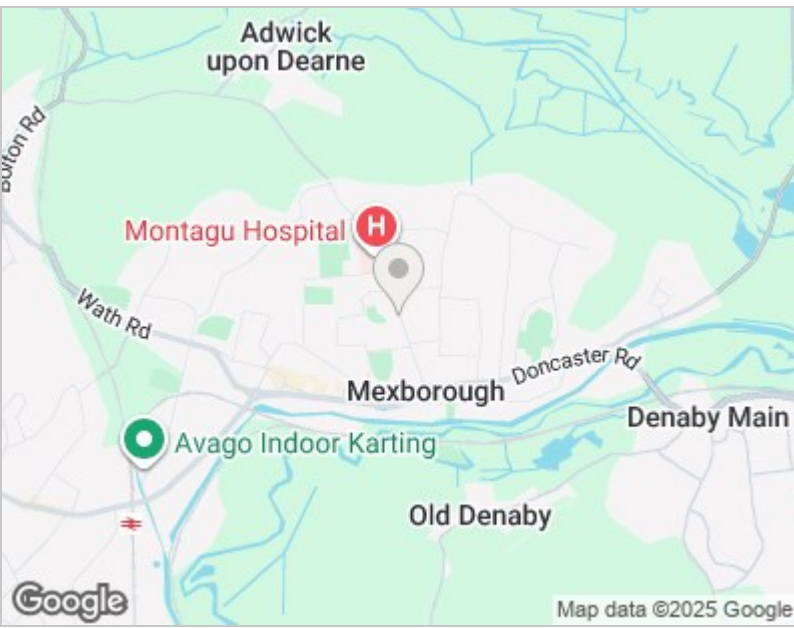 Adwick
upon Dearne
Bolton Rd
Montagu Hospital
H
Wath Rd
Doncaster Rd
Mexborough
Denaby Main
Avago Indoor Karting
Old Denaby
Google
Map data ©2025 Google